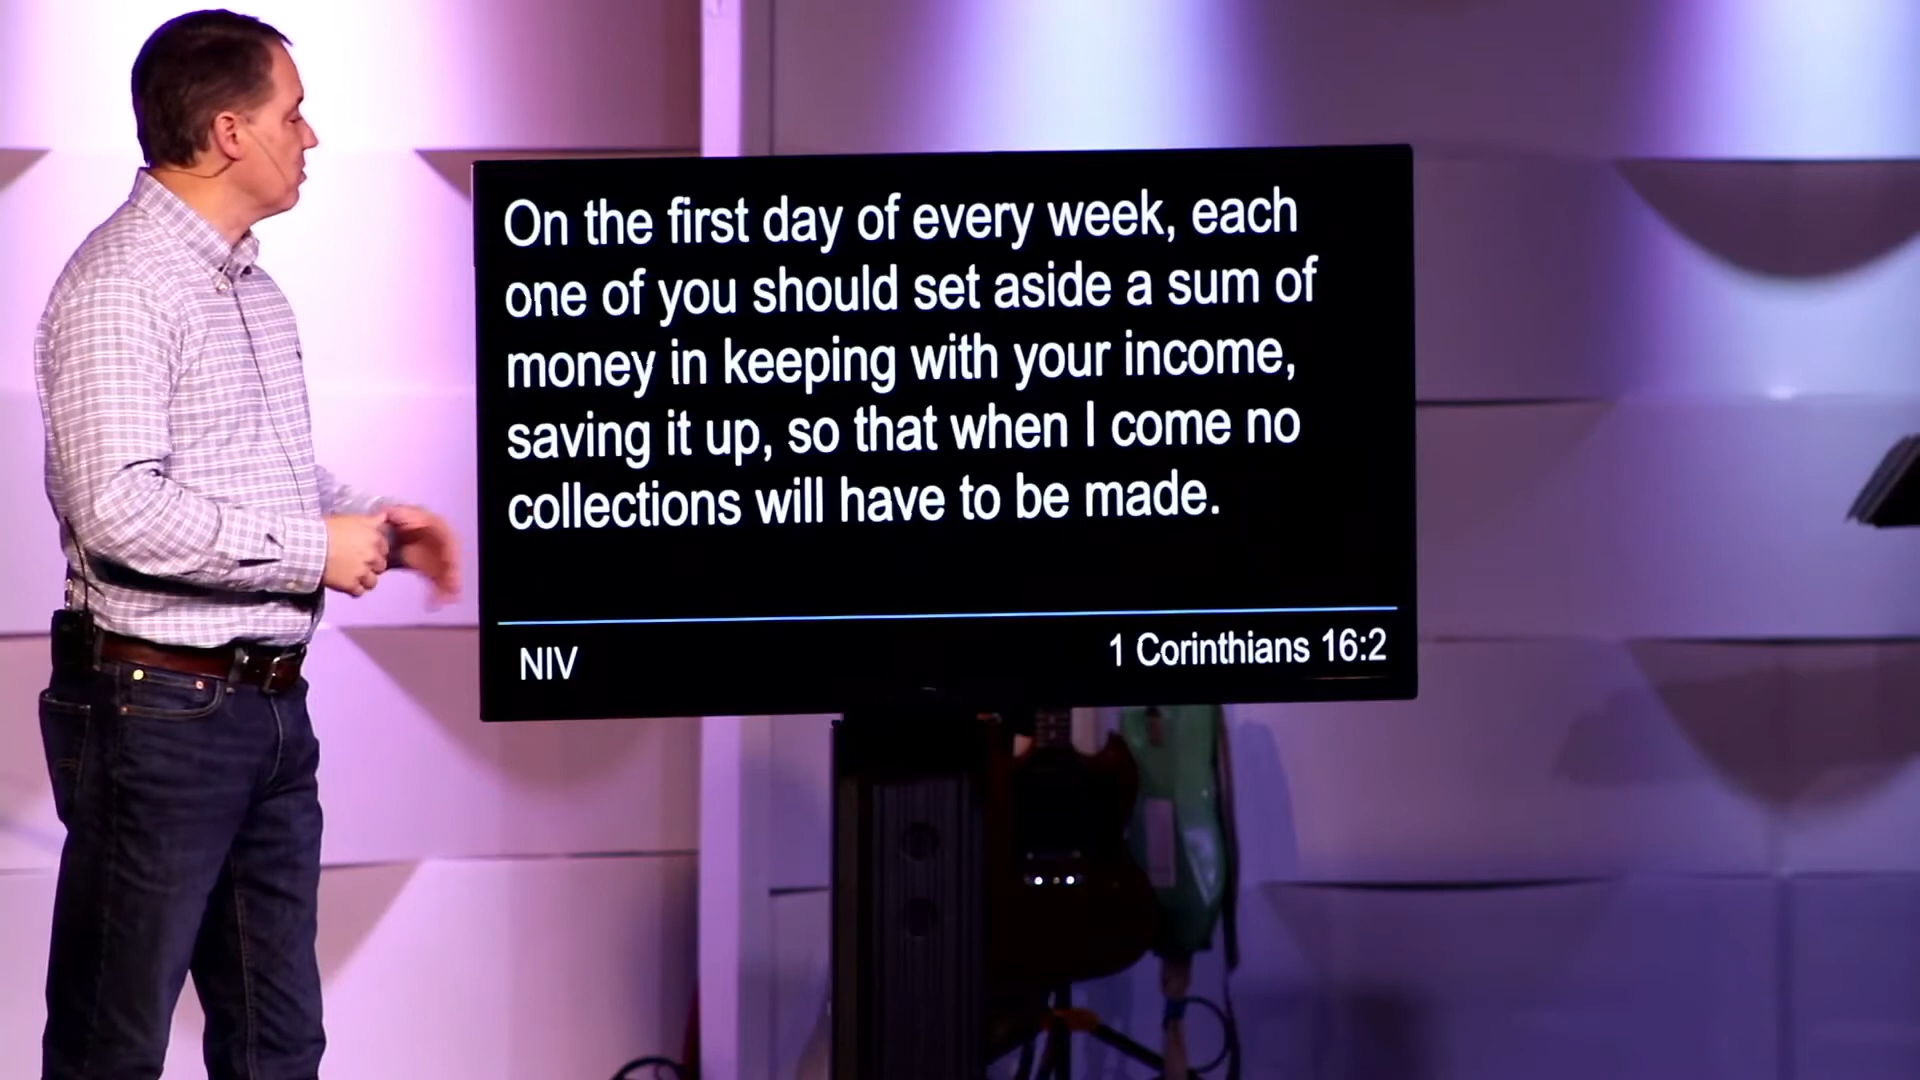 On the first day of every week, each
one of you should set aside a sum of
money in keeping with your income,
saving it up, so that when I come no
collections will have to be made.
NIV
1 Corinthians 16:2